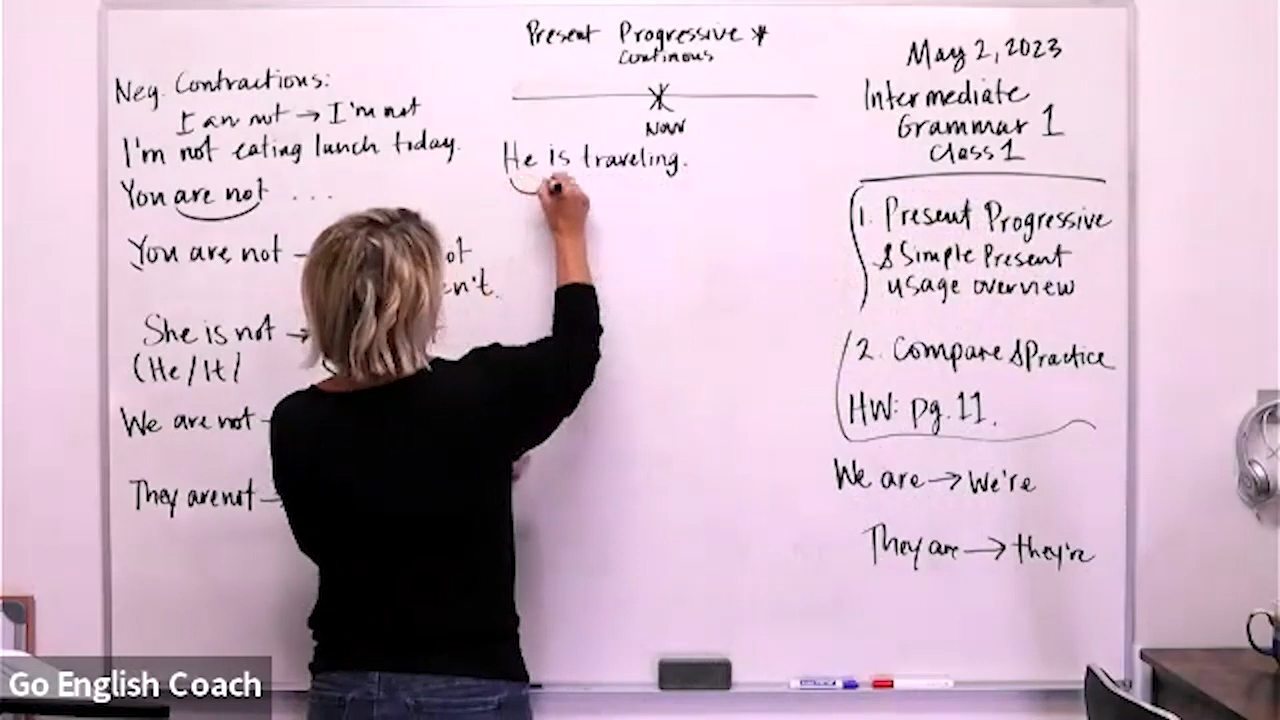 Neg. Contractions:
I am not → I'm not
I'm not eating lunch today.
You are not ...
You are not
ot
en't.
She is not →
(He / It /
We are not
They are not
Present Progressive *
Continous
Now
He is traveling.
May 2, 2023
Intermediate
Grammar 1
Class 1
1. Present Progressive
& Simple Present
usage overview
2. Compare & Practice
HW: pg. 11.
We are → We're
They are → they're
Go English Coach